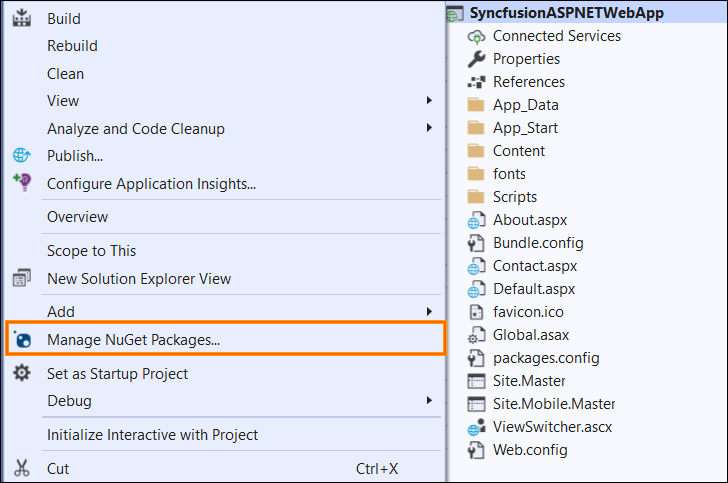 Build
Rebuild
Clean
View
Analyze and Code Cleanup
Publish...
Configure Application Insights...
Overview
Scope to This
New Solution Explorer View
Add
Manage NuGet Packages...
Set as Startup Project
Debug
Initialize Interactive with Project
Cut Ctrl+X
SyncfusionASPNETWebApp
Connected Services
Properties
References
App_Data
App_Start
Content
fonts
Scripts
About.aspx
Bundle.config
Contact.aspx
Default.aspx
favicon.ico
Global.asax
packages.config
Site.Master
Site.Mobile.Master
ViewSwitcher.ascx
Web.config